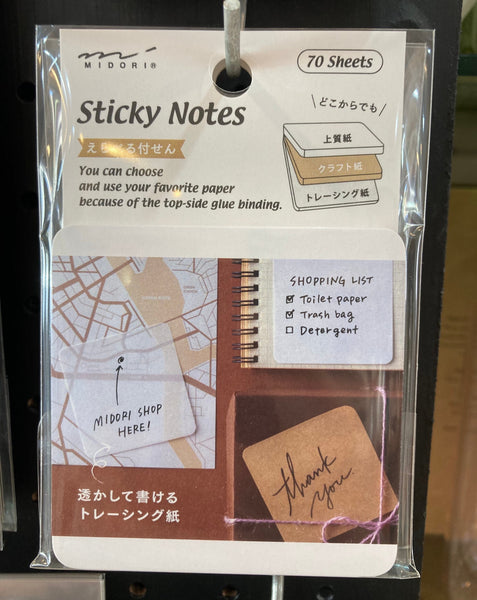 MIDORI®
70 Sheets
Sticky Notes
どこからでも
えらべる付せん
上質紙
クラフト紙
トレーシング紙
You can choose
and use your favorite paper
because of the top-side glue binding.
SHOPPING LIST
Toilet paper
Trash bag
Detergent
MIDORI SHOP
HERE!
thank
you
透かして書ける
トレーシング紙